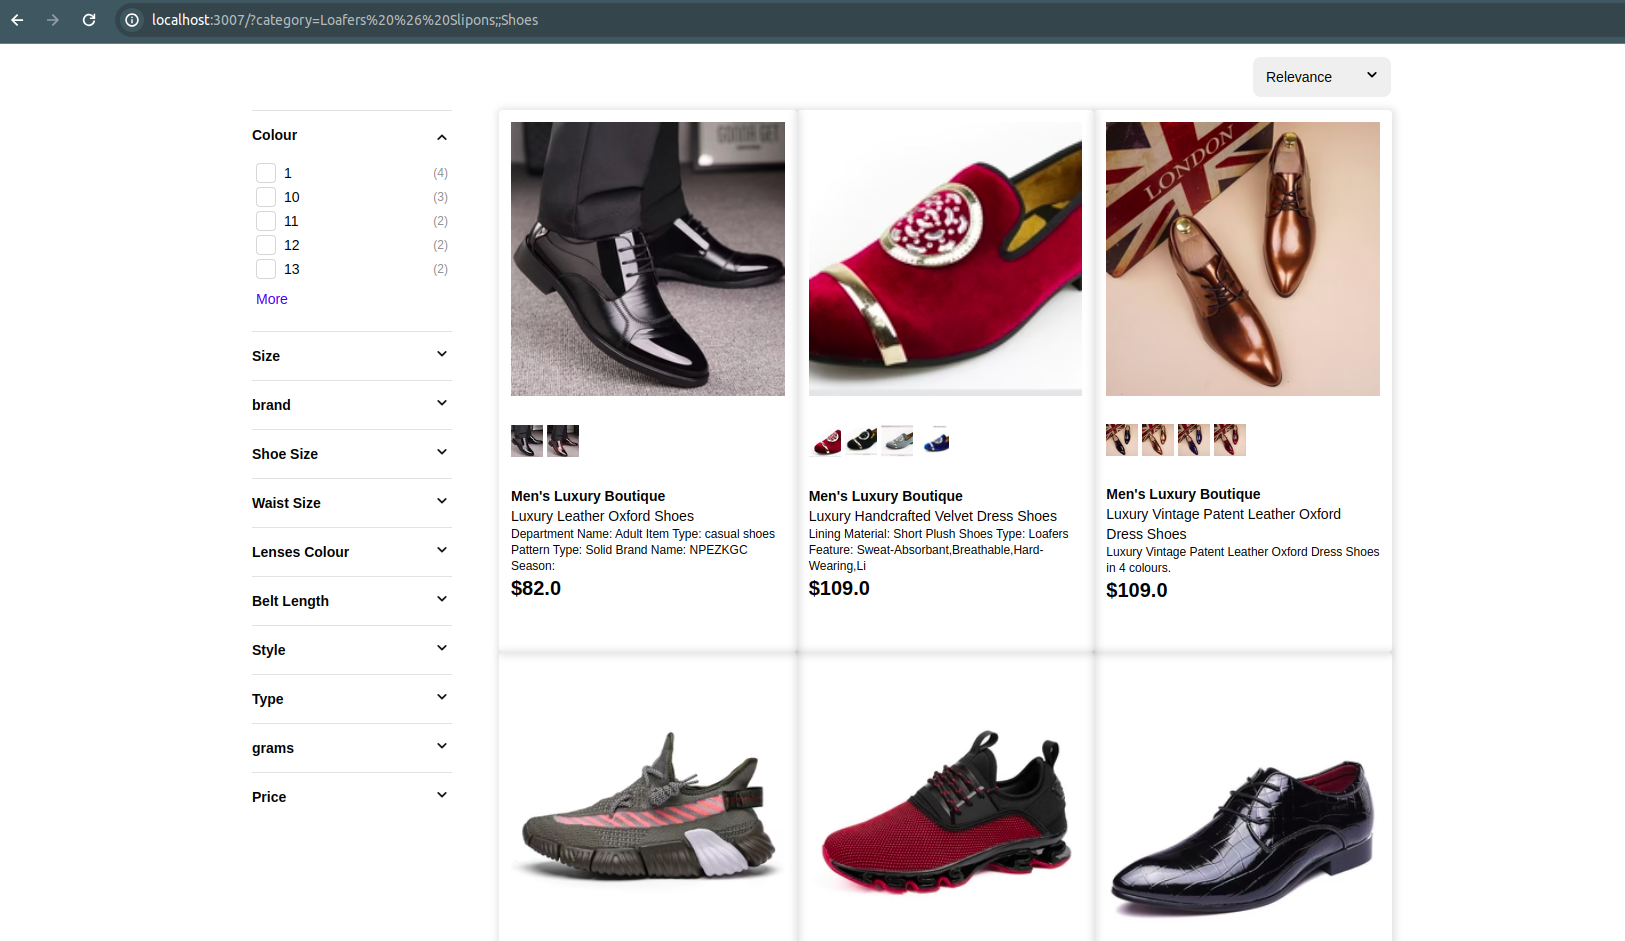 localhost:3007/?category=Loafers%20%26%20Slipons;;Shoes
Relevance
Colour
1 (4)
10 (3)
11 (2)
12 (2)
13 (2)
More
Size
brand
Shoe Size
Waist Size
Lenses Colour
Belt Length
Style
Type
grams
Price
LONDON
Men's Luxury Boutique
Luxury Leather Oxford Shoes
Department Name: Adult Item Type: casual shoes
Pattern Type: Solid Brand Name: NPEZKGC
Season:
$82.0
Men's Luxury Boutique
Luxury Handcrafted Velvet Dress Shoes
Lining Material: Short Plush Shoes Type: Loafers
Feature: Sweat-Absorbant,Breathable,Hard-
Wearing,Li
$109.0
Men's Luxury Boutique
Luxury Vintage Patent Leather Oxford
Dress Shoes
Luxury Vintage Patent Leather Oxford Dress Shoes
in 4 colours.
$109.0